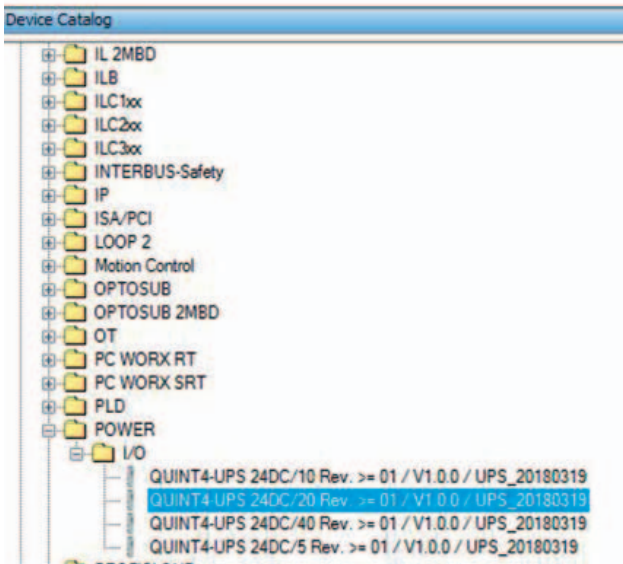 Device Catalog
IL 2MBD
ILB
ILC1xx
ILC2xx
ILC3xx
INTERBUS-Safety
IP
ISA/PCI
LOOP 2
Motion Control
OPTOSUB
OPTOSUB 2MBD
OT
PC WORX RT
PC WORX SRT
PLD
POWER
I/O
QUINT4-UPS 24DC/10 Rev. >= 01 / V1.0.0 / UPS_20180319
QUINT4-UPS 24DC/20 Rev. >= 01 / V1.0.0 / UPS_20180319
QUINT4-UPS 24DC/40 Rev. >= 01 / V1.0.0 / UPS_20180319
QUINT4-UPS 24DC/5 Rev. >= 01 / V1.0.0 / UPS_20180319